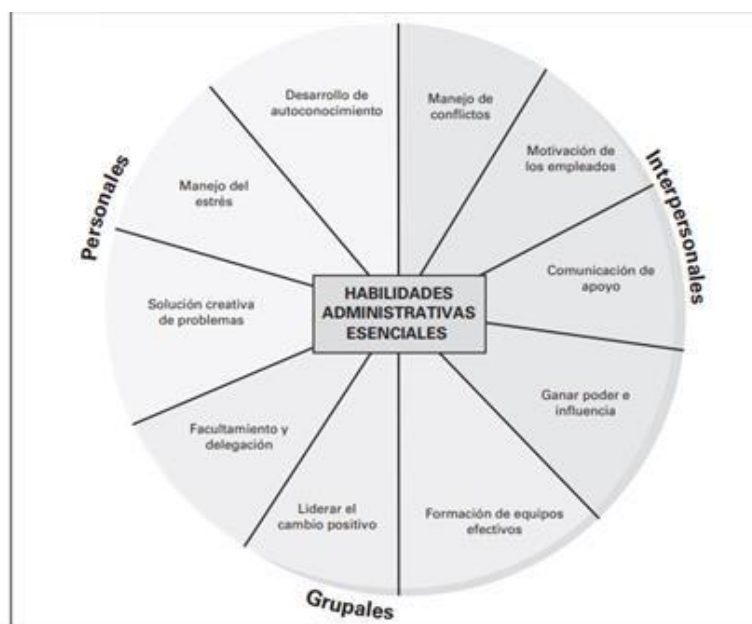 HABILIDADES
ADMINISTRATIVAS
ESENCIALES
Personales
Desarrollo de
autoconocimiento
Manejo del
estrés
Solución creativa
de problemas
Interpersonales
Manejo de
conflictos
Motivación de
los empleados
Comunicación de
apoyo
Ganar poder e
influencia
Grupales
Facultamiento y
delegación
Liderar el
cambio positivo
Formación de equipos
efectivos